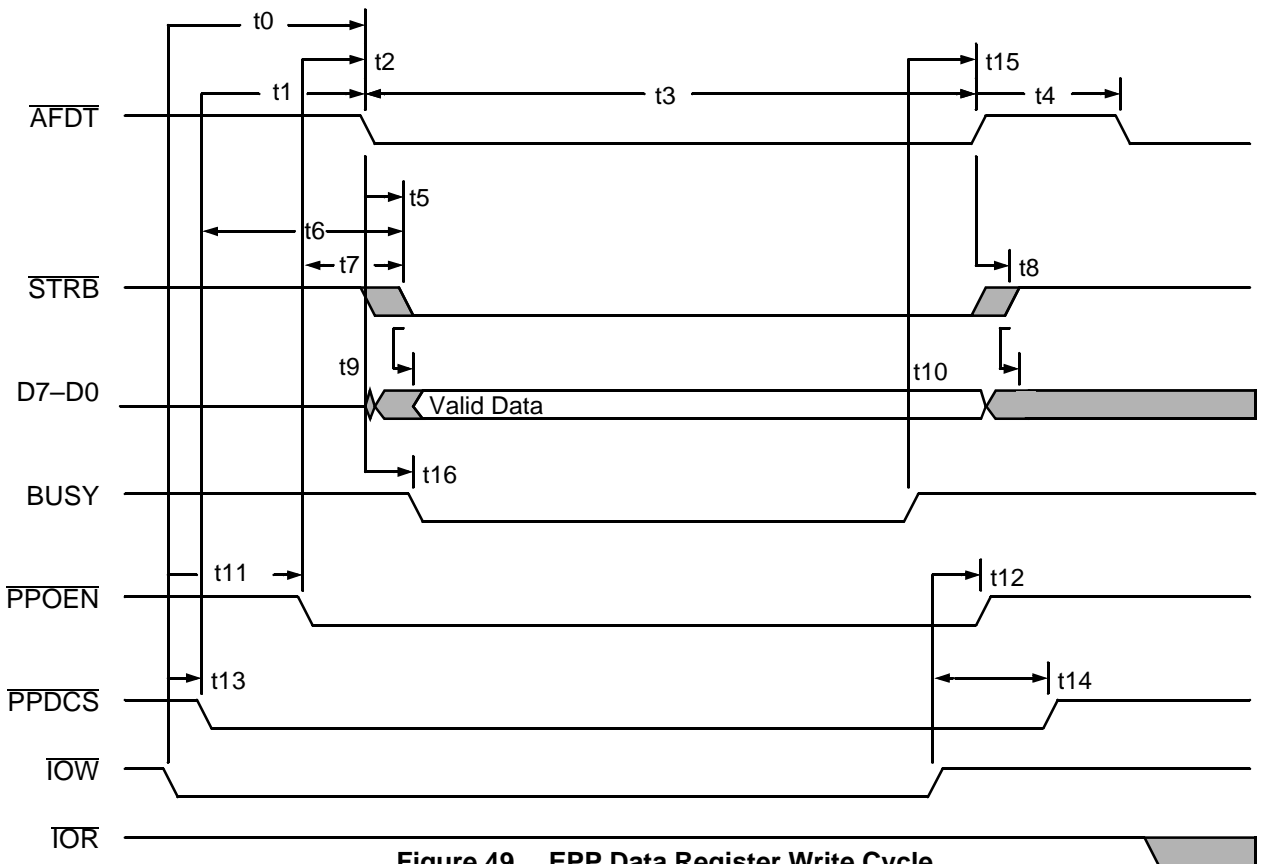 t0
t2
t15
t1
t3
t4
AFDT
t5
t6
t7
t8
STRB
t9
t10
D7–D0
Valid Data
t16
BUSY
t11
t12
PPOEN
t13
t14
PPDCS
IOW
IOR
Figure 49. EPP Data Register Write Cycle